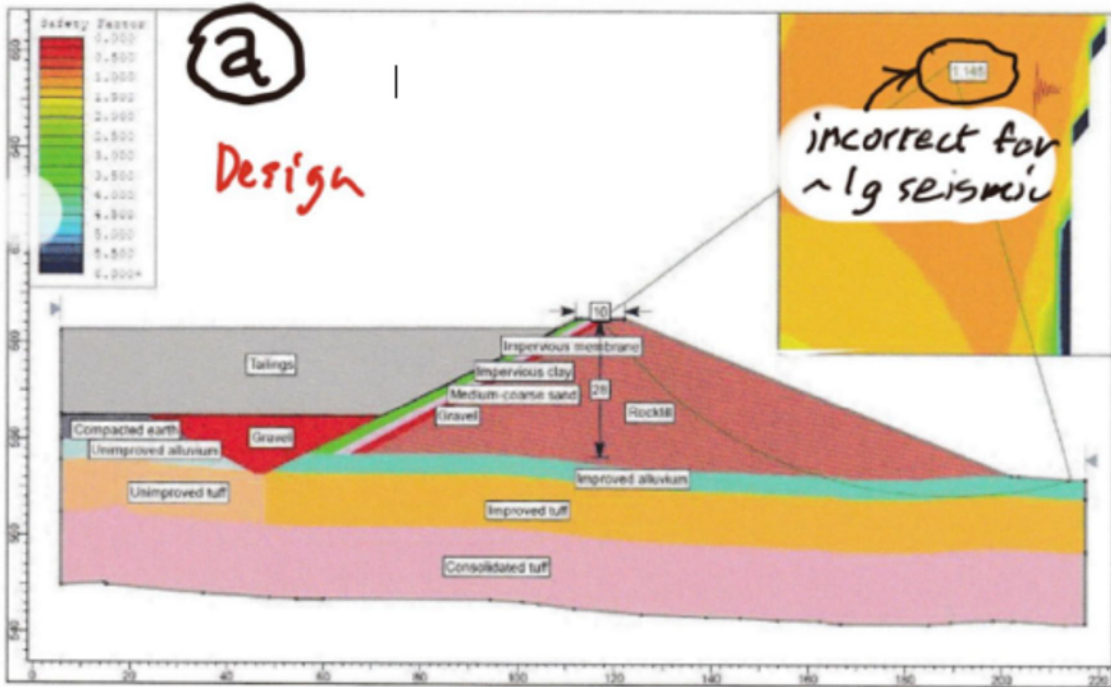 Safety Factor
0.000
0.500
1.000
1.500
2.000
2.500
3.000
3.500
4.000
4.500
5.000
5.500
6.000+
a
Design
1.145
incorrect for
~1g seismic
10
Impervious membrane
Tailings
Impervious clay
28
Medium-coarse sand
Rockfill
Gravel
Compacted earth
Gravel
Unimproved alluvium
Improved alluvium
Unimproved tuff
Improved tuff
Consolidated tuff
0
20
40
60
80
100
120
140
160
180
200
220